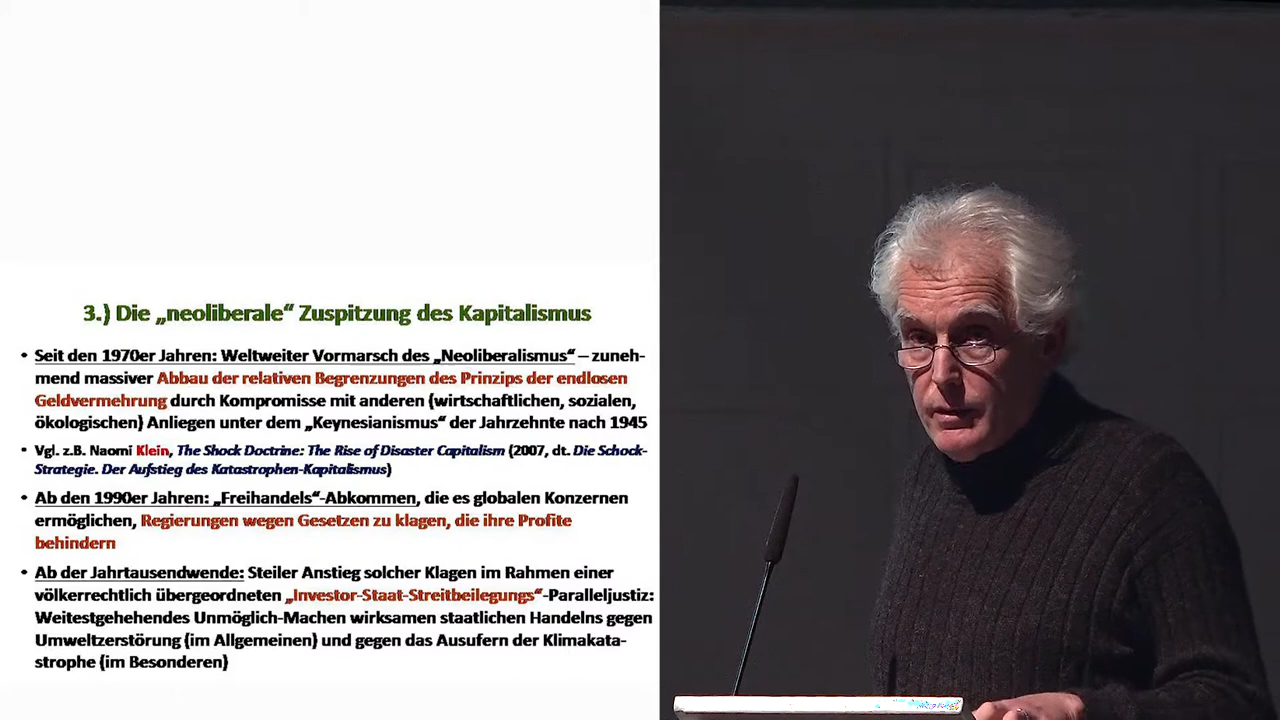 3.) Die „neoliberale“ Zuspitzung des Kapitalismus
• Seit den 1970er Jahren: Weltweiter Vormarsch des „Neoliberalismus“ – zuneh-
mend massiver Abbau der relativen Begrenzungen des Prinzips der endlosen
Geldvermehrung durch Kompromisse mit anderen (wirtschaftlichen, sozialen,
ökologischen) Anliegen unter dem „Keynesianismus“ der Jahrzehnte nach 1945
• Vgl. z.B. Naomi Klein, The Shock Doctrine: The Rise of Disaster Capitalism (2007, dt. Die Schock-
Strategie. Der Aufstieg des Katastrophen-Kapitalismus)
• Ab den 1990er Jahren: „Freihandels“-Abkommen, die es globalen Konzernen
ermöglichen, Regierungen wegen Gesetzen zu klagen, die ihre Profite
behindern
• Ab der Jahrtausendwende: Steiler Anstieg solcher Klagen im Rahmen einer
völkerrechtlich übergeordneten „Investor-Staat-Streitbeilegungs“-Paralleljustiz:
Weitestgehendes Unmöglich-Machen wirksamen staatlichen Handelns gegen
Umweltzerstörung (im Allgemeinen) und gegen das Ausufern der Klimakata-
strophe (im Besonderen)